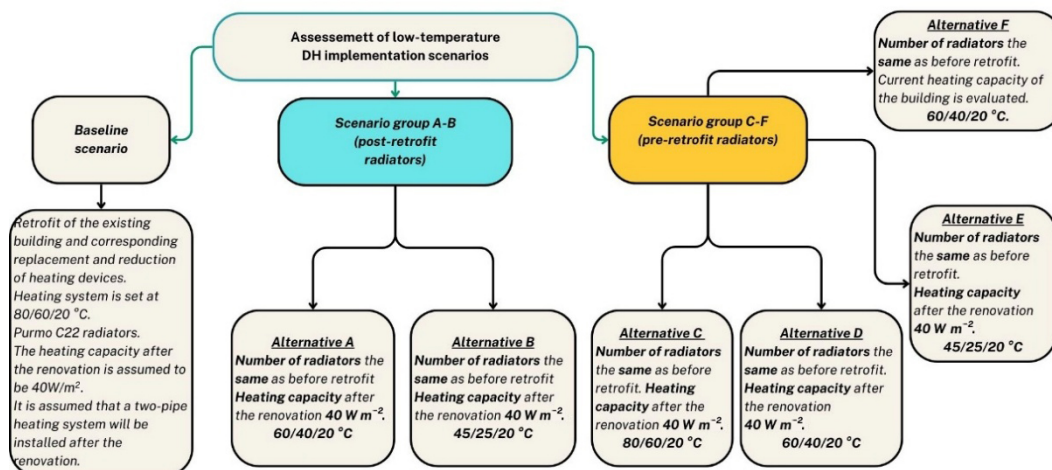 Assessemett of low-temperature
DH implementation scenarios
Baseline
scenario
Scenario group A-B
(post-retrofit
radiators)
Scenario group C-F
(pre-retrofit radiators)
Alternative F
Number of radiators the
same as before retrofit.
Current heating capacity of
the building is evaluated.
60/40/20 °C.
Retrofit of the existing
building and corresponding
replacement and reduction
of heating devices.
Heating system is set at
80/60/20 °C.
Purmo C22 radiators.
The heating capacity after
the renovation is assumed to
be 40W/m².
It is assumed that a two-pipe
heating system will be
installed after the
renovation.
Alternative A
Number of radiators the
same as before retrofit
Heating capacity after
the renovation 40 W m⁻².
60/40/20 °C
Alternative B
Number of radiators the
same as before retrofit
Heating capacity after
the renovation 40 W m⁻².
45/25/20 °C
Alternative C
Number of radiators
the same as before
retrofit. Heating
capacity after the
renovation 40 W m⁻².
80/60/20 °C
Alternative D
Number of radiators the
same as before retrofit.
Heating capacity after
the renovation
40 W m⁻².
60/40/20 °C
Alternative E
Number of radiators
the same as before
retrofit.
Heating capacity
after the renovation
40 W m⁻².
45/25/20 °C